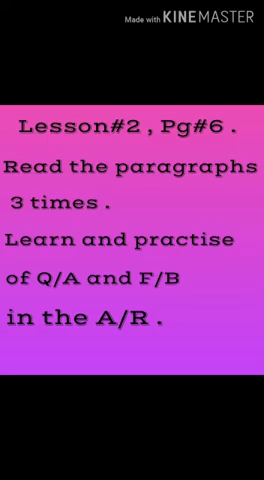 Made with KINEMASTER
Lesson#2 , Pg#6 .
Read the paragraphs
3 times .
Learn and practise
of Q/A and F/B
in the A/R .